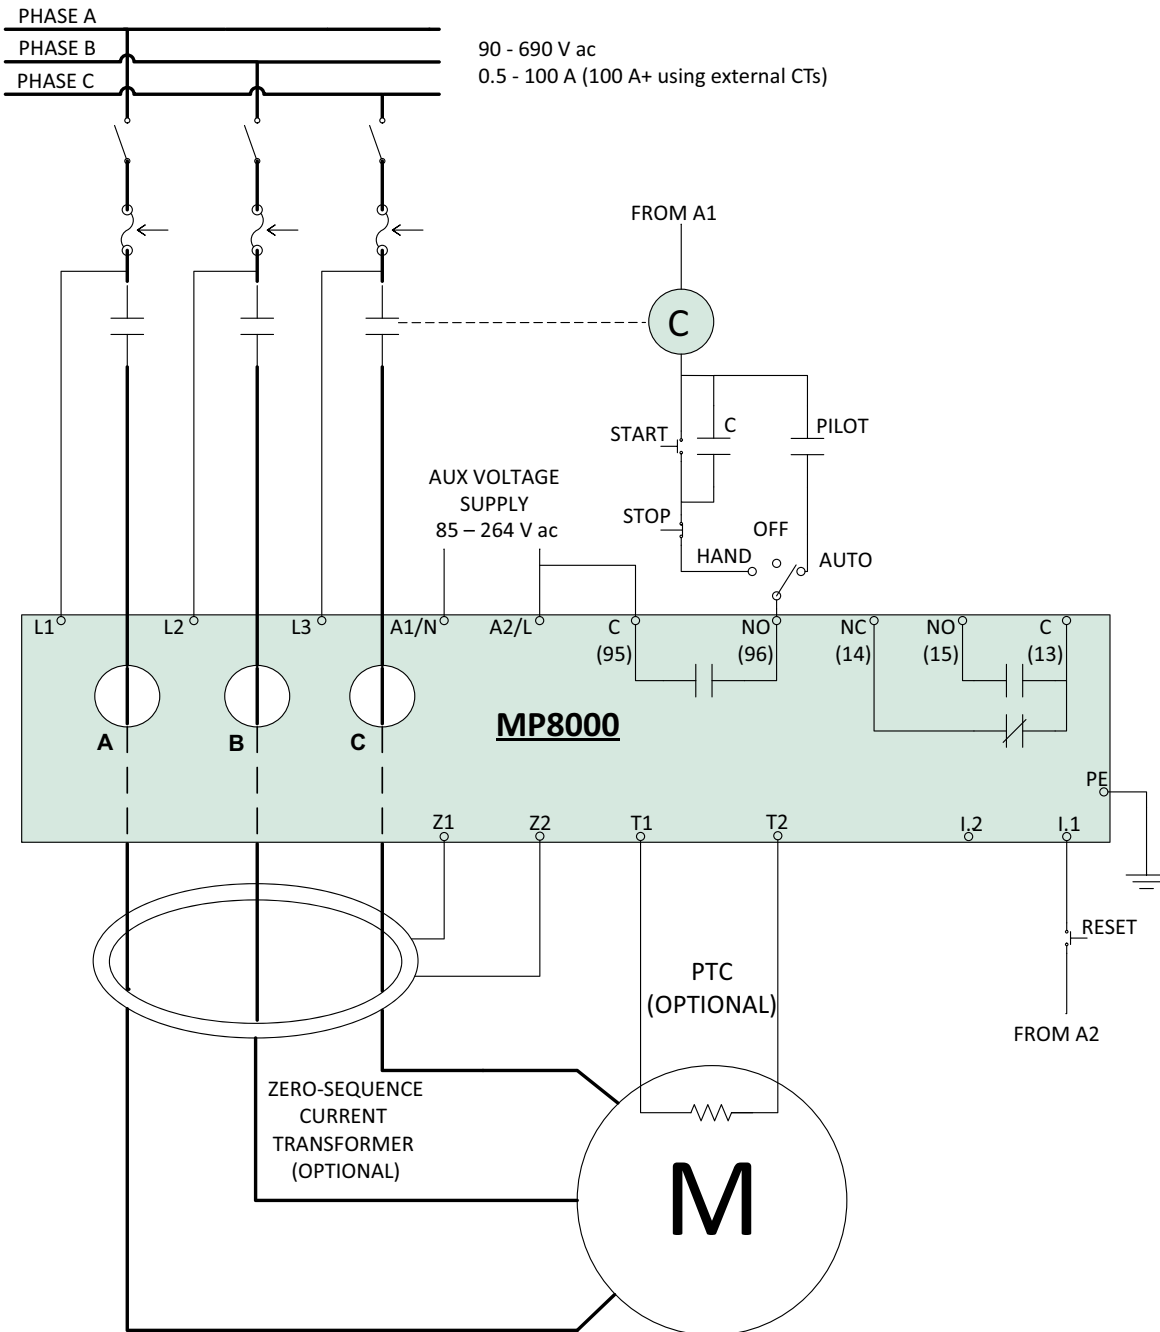 PHASE A
PHASE B
PHASE C
90 - 690 V ac
0.5 - 100 A (100 A+ using external CTs)
FROM A1
C
START
C
PILOT
AUX VOLTAGE
SUPPLY
85 – 264 V ac
STOP
OFF
HAND
AUTO
L1
L2
L3
A1/N
A2/L
C
(95)
NO
(96)
NC
(14)
NO
(15)
C
(13)
A
B
C
MP8000
PE
Z1
Z2
T1
T2
I.2
I.1
RESET
PTC
(OPTIONAL)
FROM A2
ZERO-SEQUENCE
CURRENT
TRANSFORMER
(OPTIONAL)
M